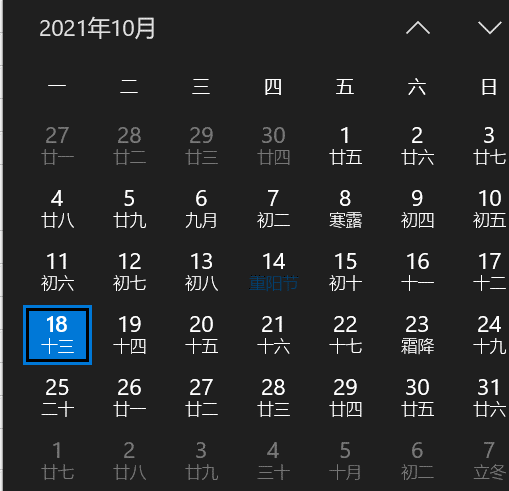 2021年10月
一 二 三 四 五 六 日
27 28 29 30 1 2 3
廿一 廿二 廿三 廿四 廿五 廿六 廿七
4 5 6 7 8 9 10
廿八 廿九 九月 初二 寒露 初四 初五
11 12 13 14 15 16 17
初六 初七 初八 重阳节 初十 十一 十二
18 19 20 21 22 23 24
十三 十四 十五 十六 十七 霜降 十九
25 26 27 28 29 30 31
二十 廿一 廿二 廿三 廿四 廿五 廿六
1 2 3 4 5 6 7
廿七 廿八 廿九 三十 十月 初二 立冬